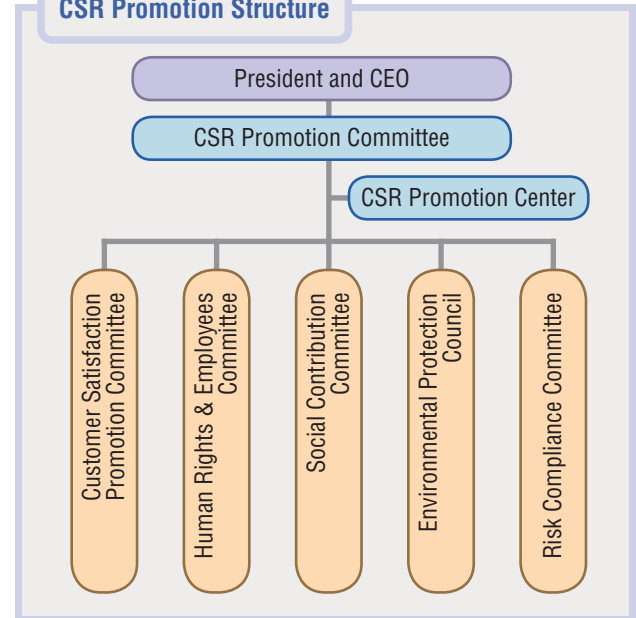 CSR Promotion Structure
President and CEO
CSR Promotion Committee
CSR Promotion Center
Customer Satisfaction
Promotion Committee
Human Rights & Employees
Committee
Social Contribution
Committee
Environmental Protection
Council
Risk Compliance Committee